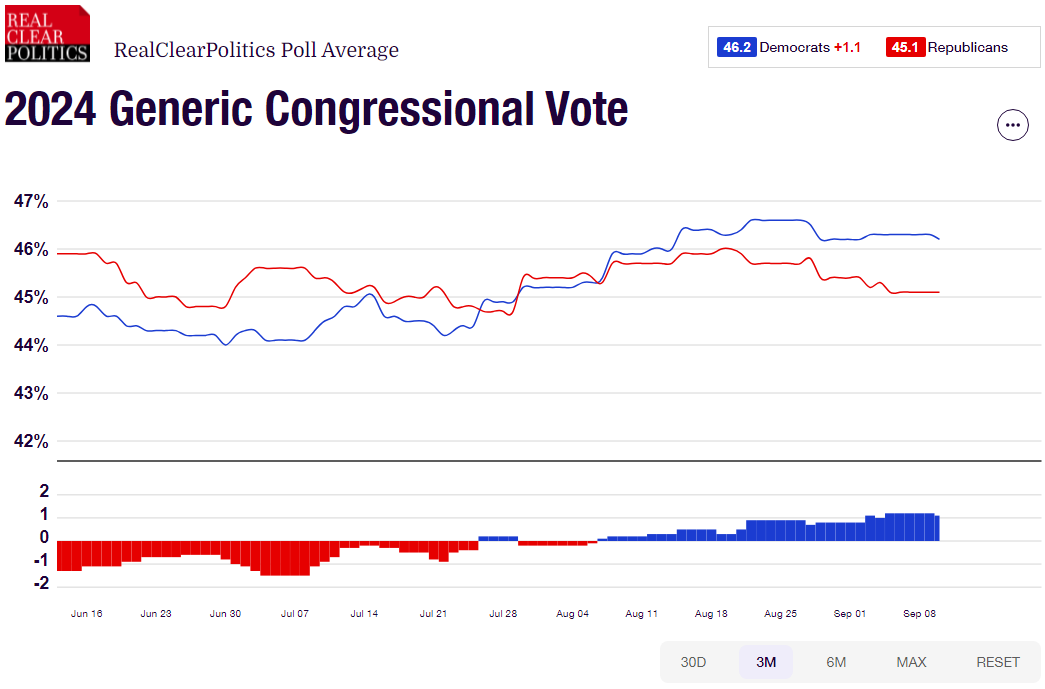 REAL
CLEAR
POLITICS
RealClearPolitics Poll Average
46.2 Democrats +1.1 45.1 Republicans
2024 Generic Congressional Vote
47%
46%
45%
44%
43%
42%
2
1
0
-1
-2
Jun 16 Jun 23 Jun 30 Jul 07 Jul 14 Jul 21 Jul 28 Aug 04 Aug 11 Aug 18 Aug 25 Sep 01 Sep 08
30D 3M 6M MAX RESET